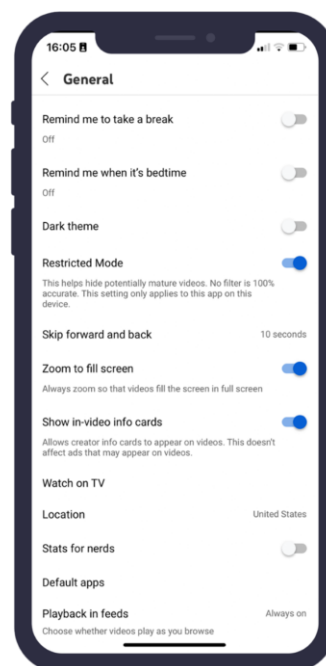 16:05
General
Remind me to take a break
Off
Remind me when it's bedtime
Off
Dark theme
Restricted Mode
This helps hide potentially mature videos. No filter is 100%
accurate. This setting only applies to this app on this
device.
Skip forward and back 10 seconds
Zoom to fill screen
Always zoom so that videos fill the screen in full screen
Show in-video info cards
Allows creator info cards to appear on videos. This doesn't
affect ads that may appear on videos.
Watch on TV
Location United States
Stats for nerds
Default apps
Playback in feeds Always on
Choose whether videos play as you browse